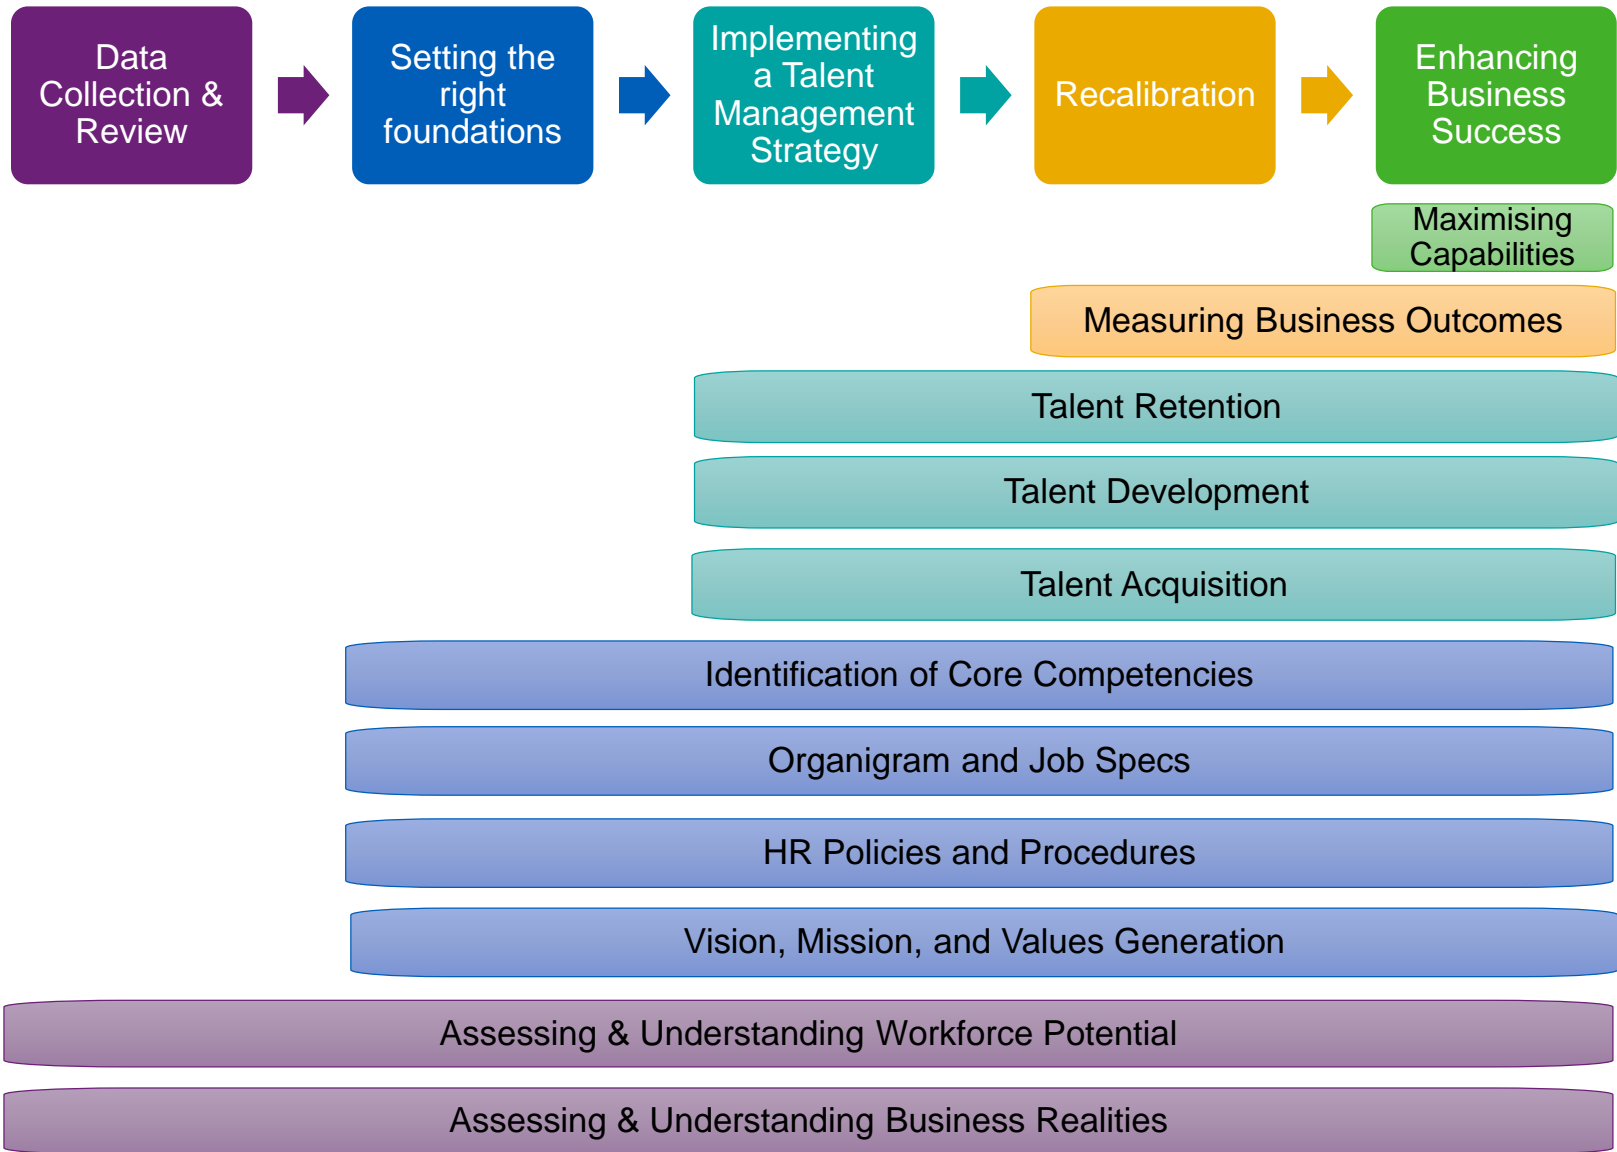 Data
Collection &
Review
Setting the
right
foundations
Implementing
a Talent
Management
Strategy
Recalibration
Enhancing
Business
Success
Maximising
Capabilities
Measuring Business Outcomes
Talent Retention
Talent Development
Talent Acquisition
Identification of Core Competencies
Organigram and Job Specs
HR Policies and Procedures
Vision, Mission, and Values Generation
Assessing & Understanding Workforce Potential
Assessing & Understanding Business Realities